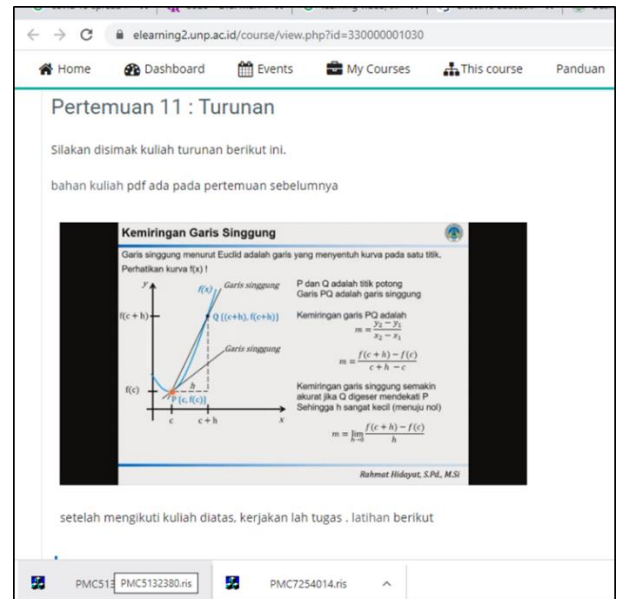 elearning2.unp.ac.id/course/view.php?id=330000001030
Home Dashboard Events My Courses This course Panduan
Pertemuan 11 : Turunan
Silakan disimak kuliah turunan berikut ini.
bahan kuliah pdf ada pada pertemuan sebelumnya
Kemiringan Garis Singgung
Garis singgung menurut Euclid adalah garis yang menyentuh kurva pada satu titik.
Perhatikan kurva f(x) !
y
f(x)
Garis singgung
f(c + h)
Q {(c+h), f(c+h)}
Garis singgung
f(c)
h
P {c, f(c)}
c
c + h
x
P dan Q adalah titik potong
Garis PQ adalah garis singgung
Kemiringan garis PQ adalah
m = (y₂ − y₁)/(x₂ − x₁)
m = (f(c + h) − f(c))/(c + h − c)
Kemiringan garis singgung semakin
akurat jika Q digeser mendekati P
Sehingga h sangat kecil (menuju nol)
m = lim h→0 (f(c + h) − f(c))/h
Rahmat Hidayat, S.Pd., M.Si
setelah mengikuti kuliah diatas, kerjakan lah tugas . latihan berikut
PMC513
PMC5132380.ris
PMC7254014.ris